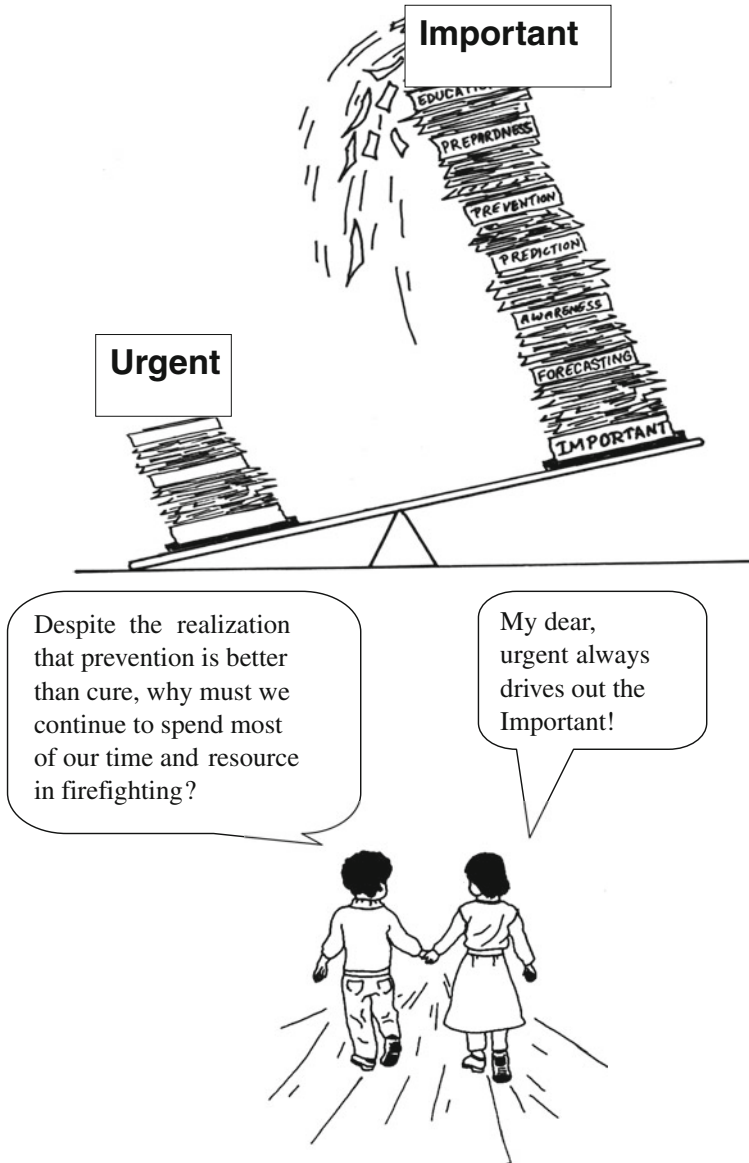 Important
EDUCATION
PREPARDNESS
PREVENTION
PREDICTION
AWARENESS
FORECASTING
IMPORTANT
Urgent
Despite the realization
that prevention is better
than cure, why must we
continue to spend most
of our time and resource
in firefighting?
My dear,
urgent always
drives out the
Important!